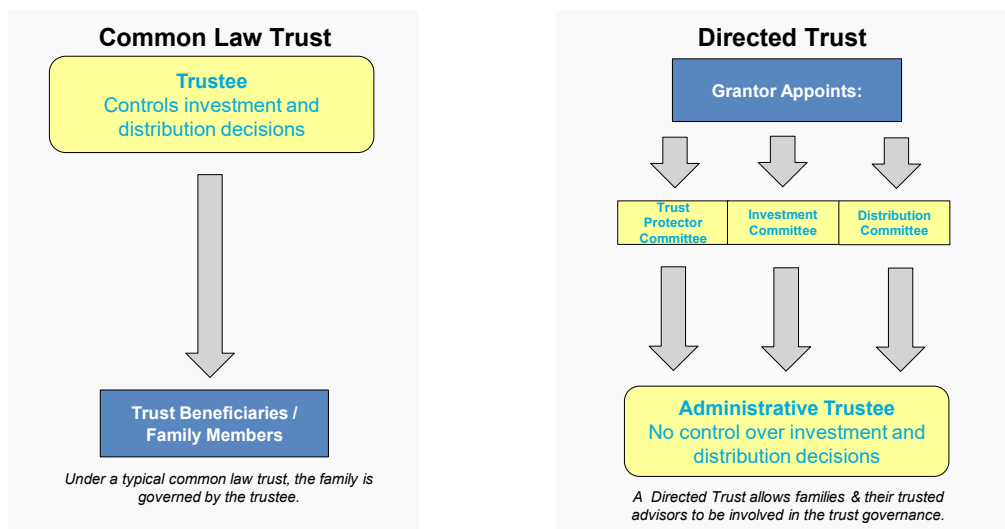 Common Law Trust
Trustee
Controls investment and
distribution decisions
Trust Beneficiaries /
Family Members
Under a typical common law trust, the family is
governed by the trustee.
Directed Trust
Grantor Appoints:
Trust
Protector
Committee
Investment
Committee
Distribution
Committee
Administrative Trustee
No control over investment and
distribution decisions
A Directed Trust allows families & their trusted
advisors to be involved in the trust governance.